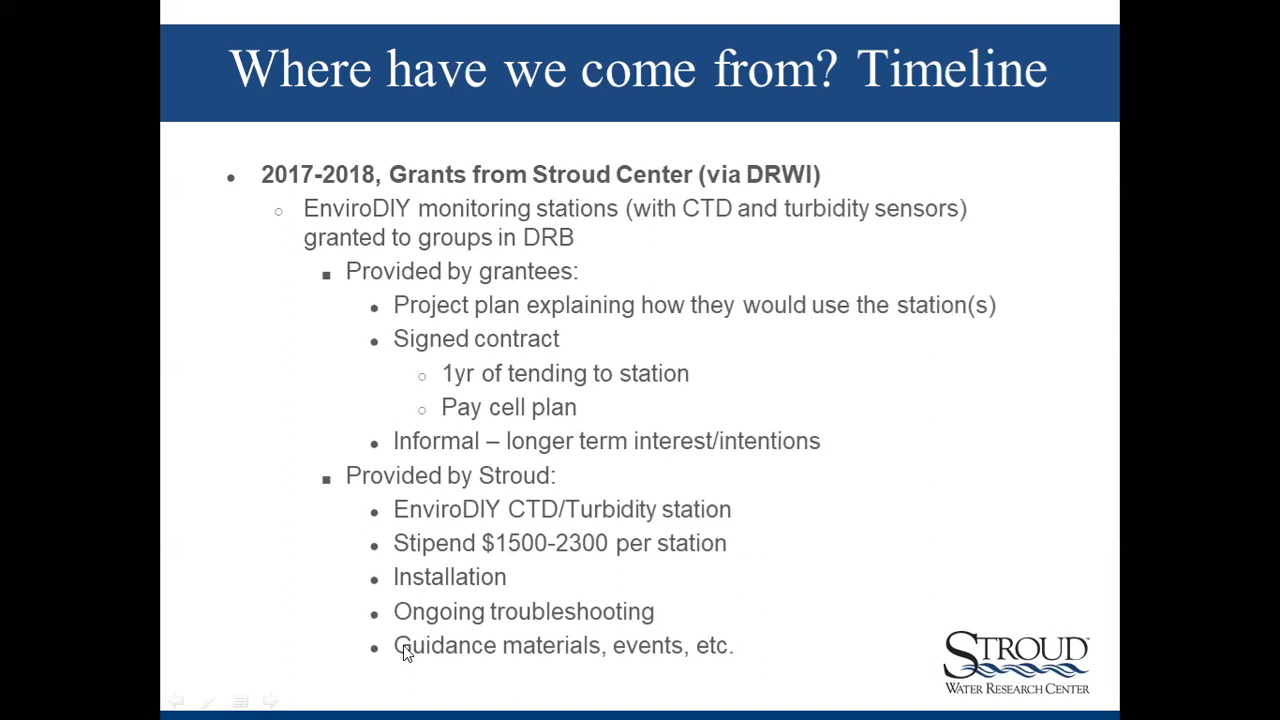 Where have we come from? Timeline
• 2017-2018, Grants from Stroud Center (via DRWI)
○ EnviroDIY monitoring stations (with CTD and turbidity sensors)
granted to groups in DRB
■ Provided by grantees:
• Project plan explaining how they would use the station(s)
• Signed contract
○ 1yr of tending to station
○ Pay cell plan
• Informal – longer term interest/intentions
■ Provided by Stroud:
• EnviroDIY CTD/Turbidity station
• Stipend $1500-2300 per station
• Installation
• Ongoing troubleshooting
• Guidance materials, events, etc.
STROUD™
WATER RESEARCH CENTER